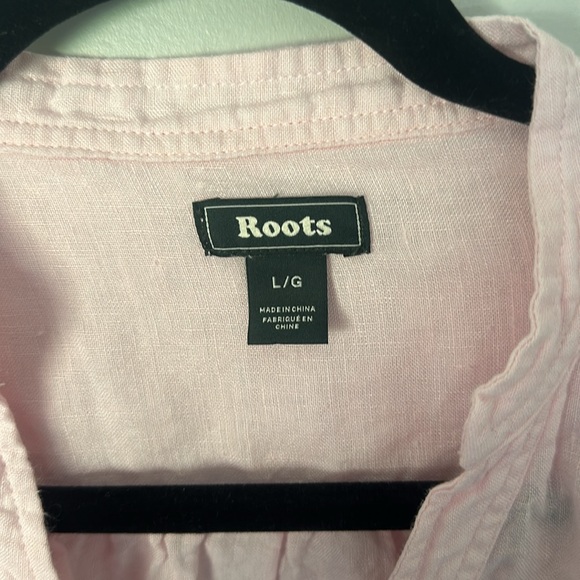 Roots
L/G
MADE IN CHINA
FABRIQUÉ EN
CHINE